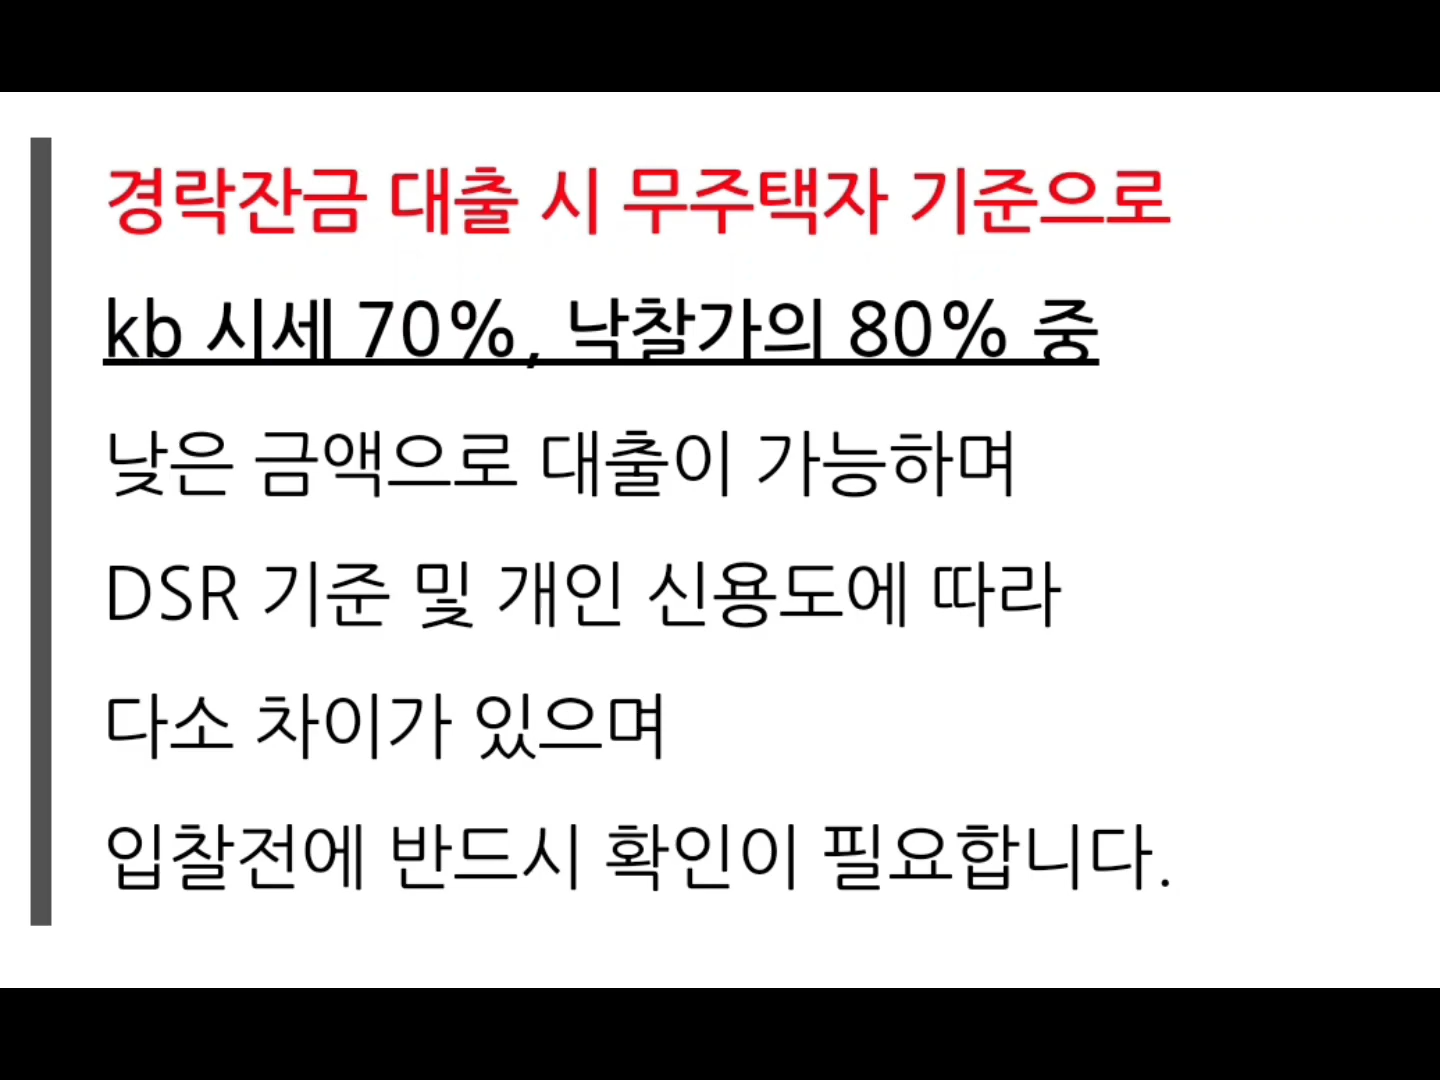 경락잔금 대출 시 무주택자 기준으로
kb 시세 70%, 낙찰가의 80% 중
낮은 금액으로 대출이 가능하며
DSR 기준 및 개인 신용도에 따라
다소 차이가 있으며
입찰전에 반드시 확인이 필요합니다.